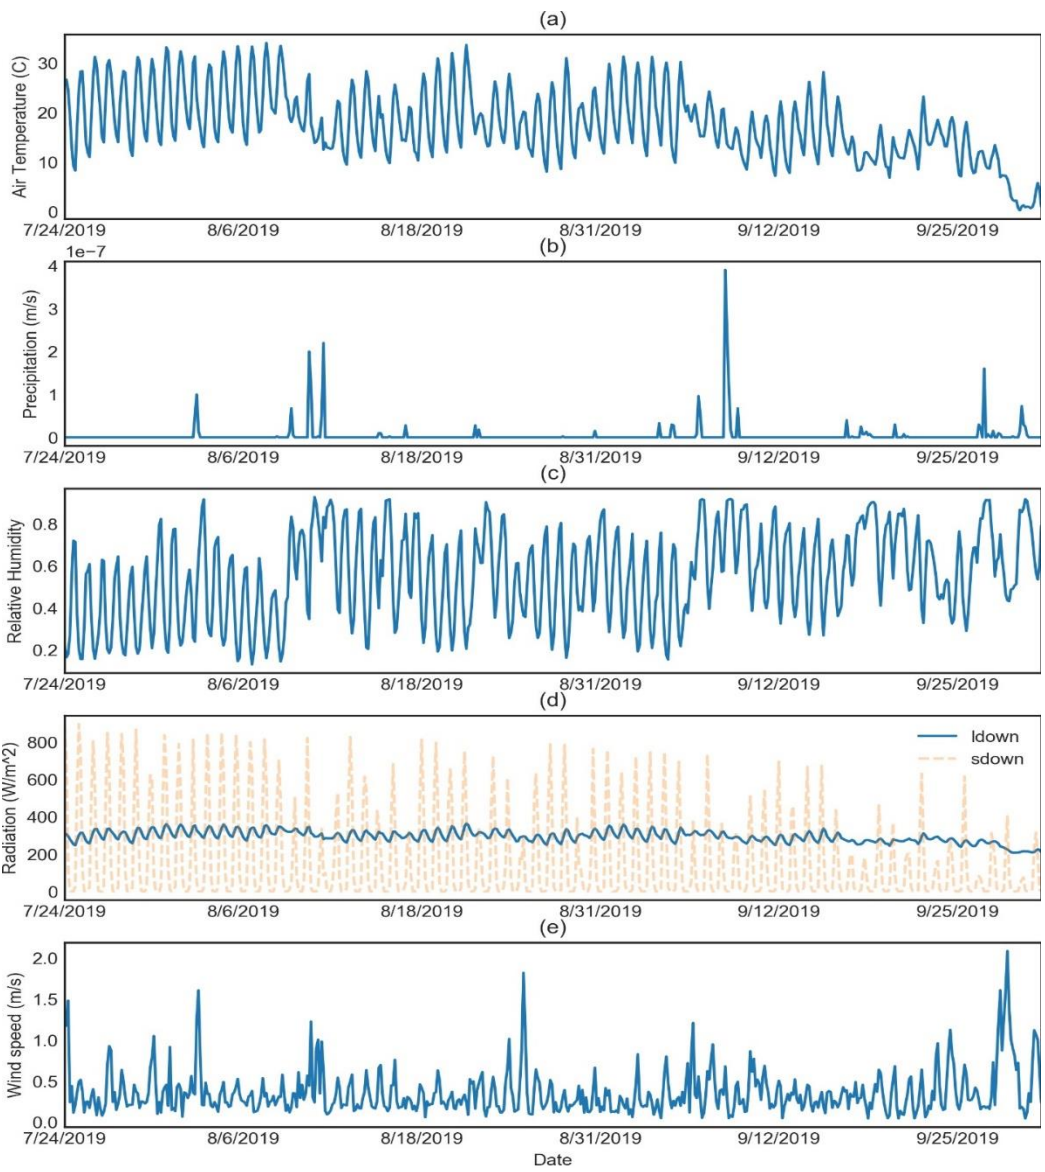 (a)
Air Temperature (C)
30
20
10
0
7/24/2019 8/6/2019 8/18/2019 8/31/2019 9/12/2019 9/25/2019
(b)
1e−7
Precipitation (m/s)
4
3
2
1
0
7/24/2019 8/6/2019 8/18/2019 8/31/2019 9/12/2019 9/25/2019
(c)
Relative Humidity
0.8
0.6
0.4
0.2
7/24/2019 8/6/2019 8/18/2019 8/31/2019 9/12/2019 9/25/2019
(d)
Radiation (W/m^2)
800
600
400
200
0
ldown
sdown
7/24/2019 8/6/2019 8/18/2019 8/31/2019 9/12/2019 9/25/2019
(e)
Wind speed (m/s)
2.0
1.5
1.0
0.5
0.0
7/24/2019 8/6/2019 8/18/2019 8/31/2019 9/12/2019 9/25/2019
Date